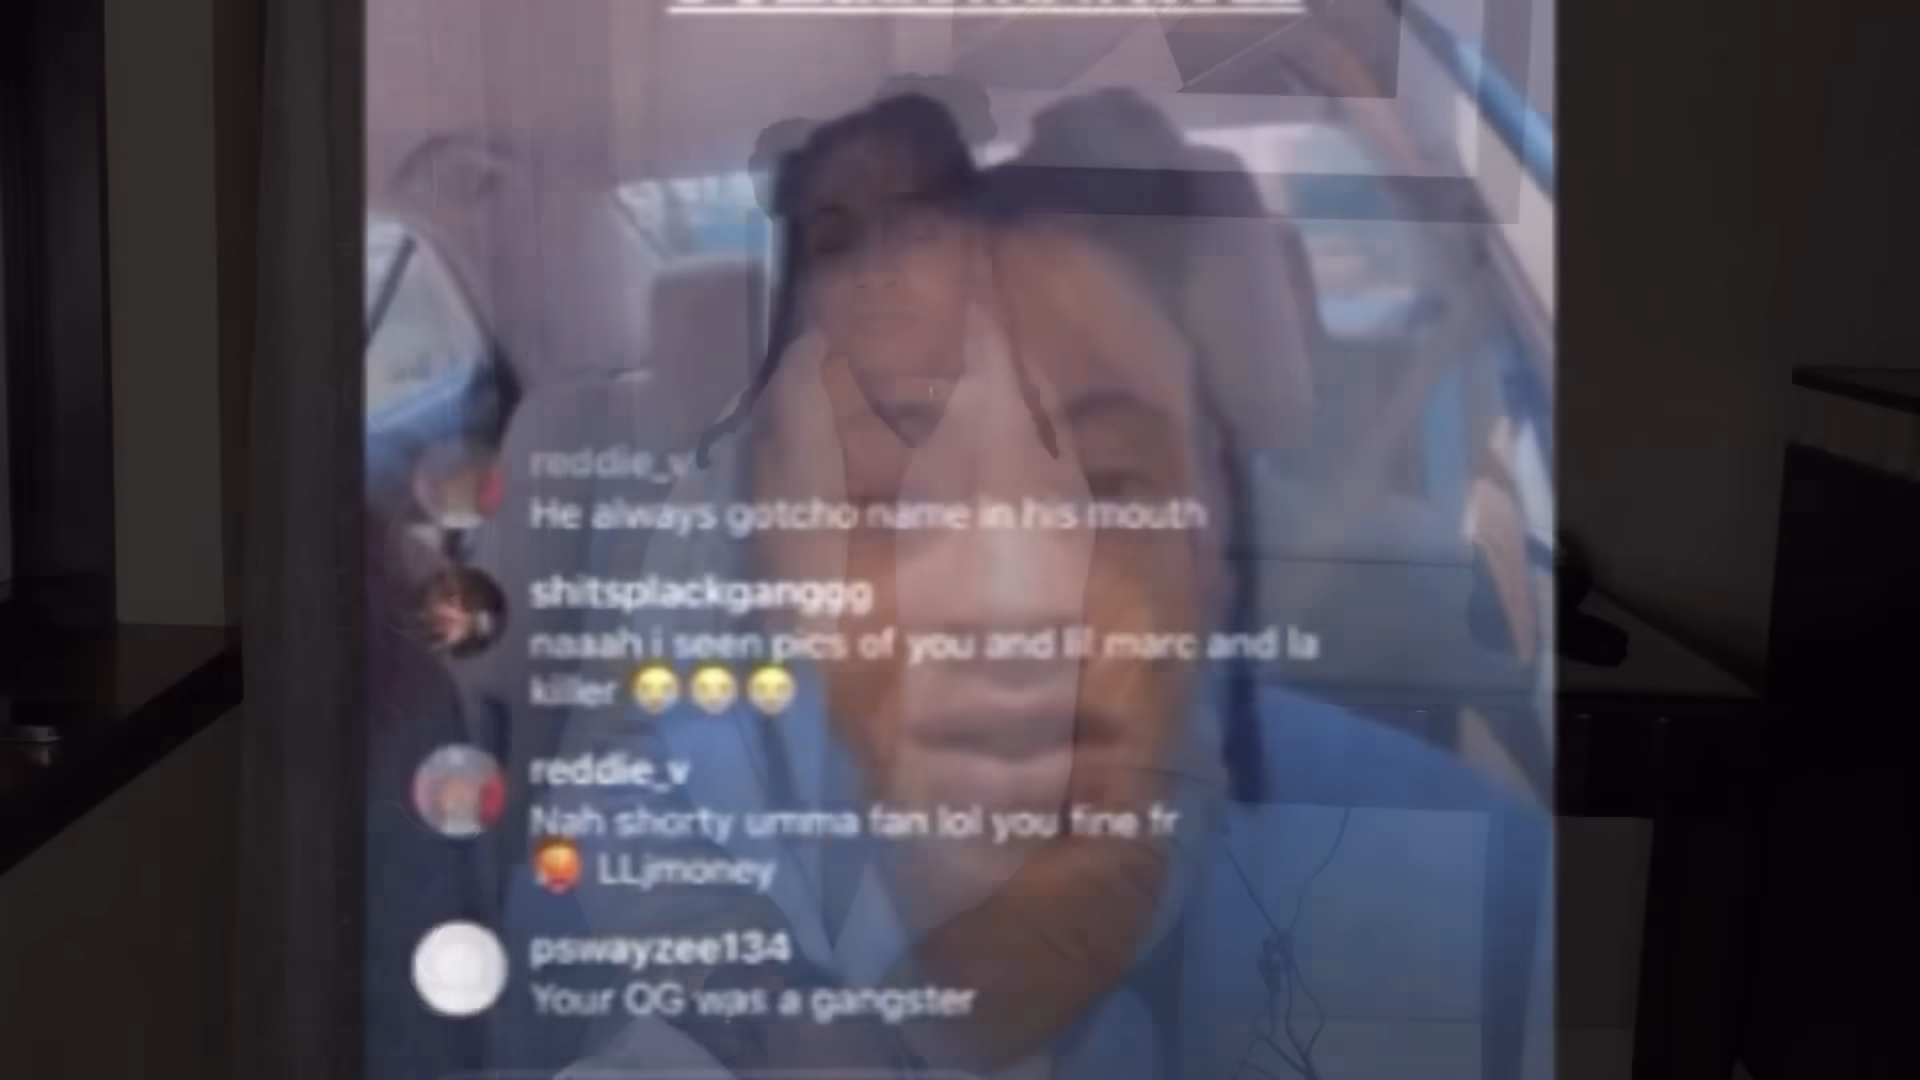 reddie_v
He always gotcho name in his mouth
shitsplackganggg
naaah i seen pics of you and lil marc and la
killer 😭😭😭
reddie_v
Nah shorty umma fan lol you fine fr
🥵 LLjmoney
pswayzee134
Your OG was a gangster